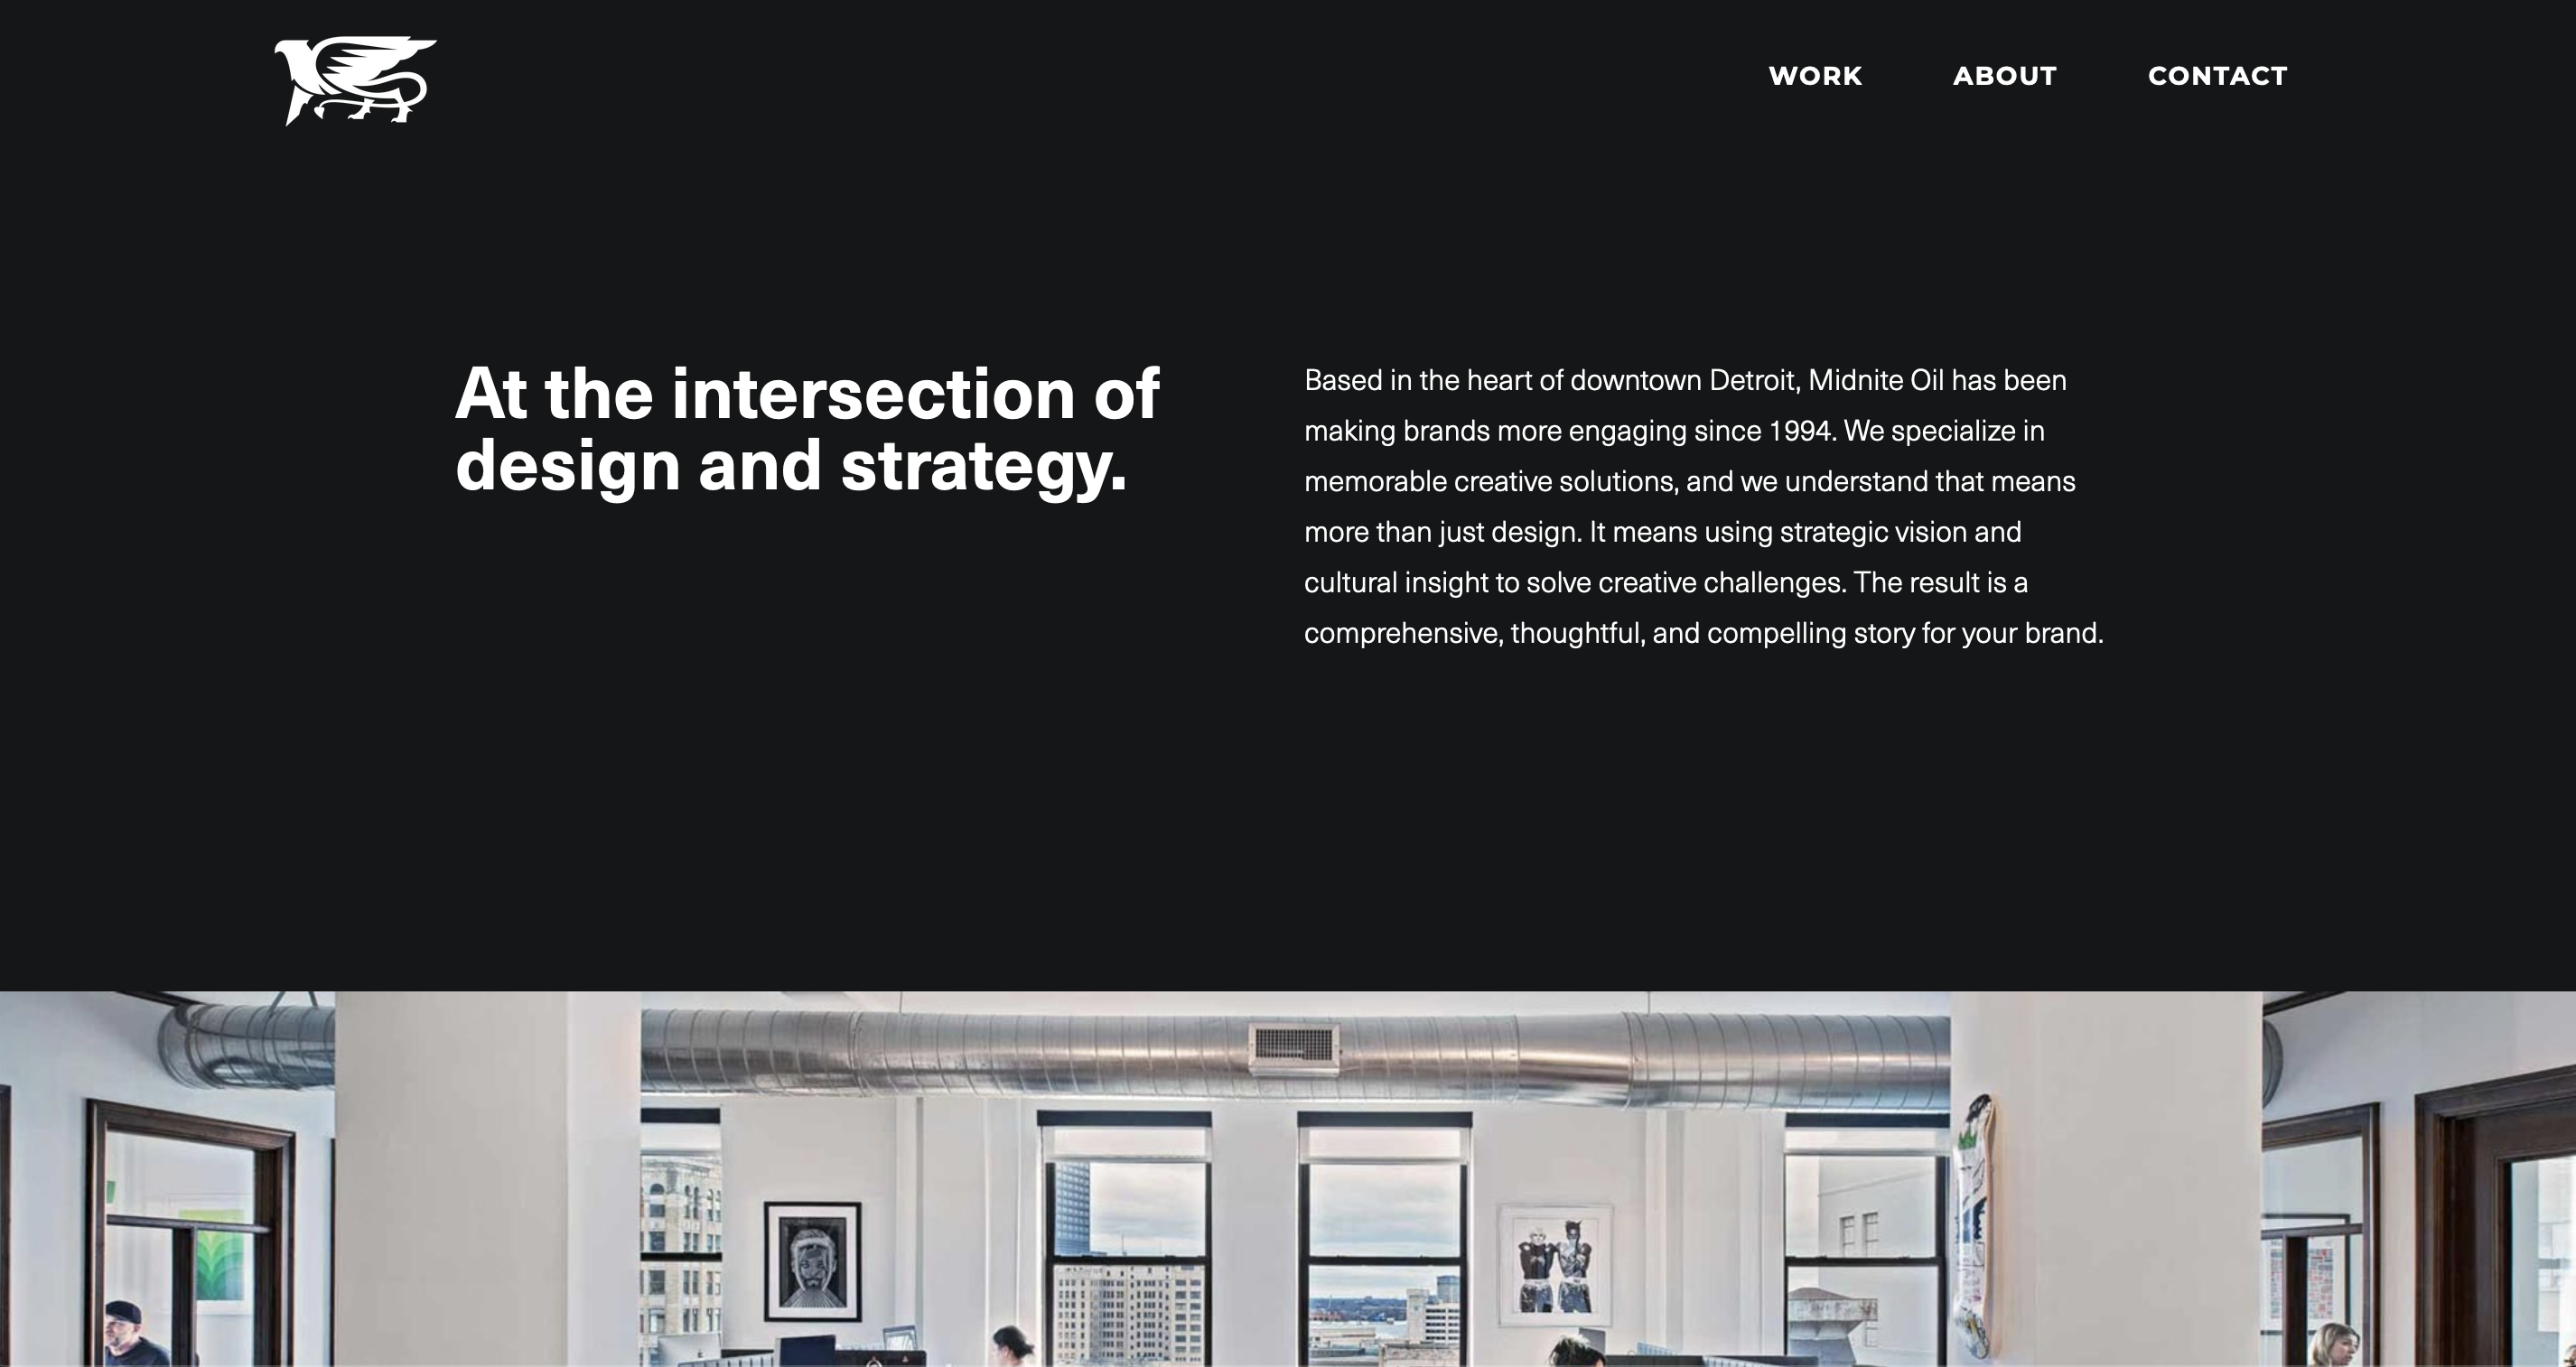 WORK ABOUT CONTACT
At the intersection of
design and strategy.
Based in the heart of downtown Detroit, Midnite Oil has been
making brands more engaging since 1994. We specialize in
memorable creative solutions, and we understand that means
more than just design. It means using strategic vision and
cultural insight to solve creative challenges. The result is a
comprehensive, thoughtful, and compelling story for your brand.